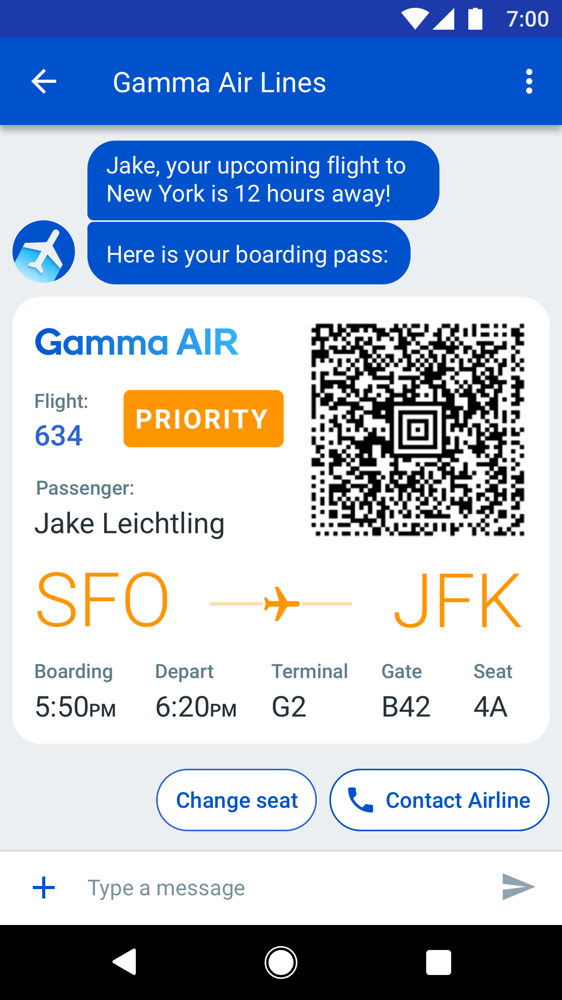 7:00
Gamma Air Lines
Jake, your upcoming flight to
New York is 12 hours away!
Here is your boarding pass:
Gamma AIR
Flight:
634
PRIORITY
Passenger:
Jake Leichtling
SFO JFK
Boarding Depart Terminal Gate Seat
5:50PM 6:20PM G2 B42 4A
Change seat Contact Airline
Type a message